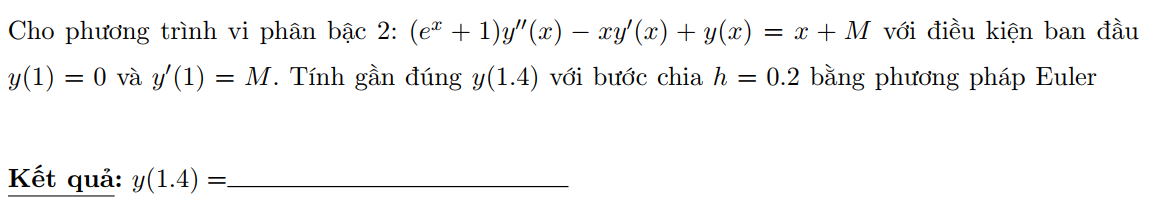 Cho phương trình vi phân bậc 2: (eˣ + 1)y″(x) − xy′(x) + y(x) = x + M với điều kiện ban đầu
y(1) = 0 và y′(1) = M. Tính gần đúng y(1.4) với bước chia h = 0.2 bằng phương pháp Euler
Kết quả: y(1.4) =